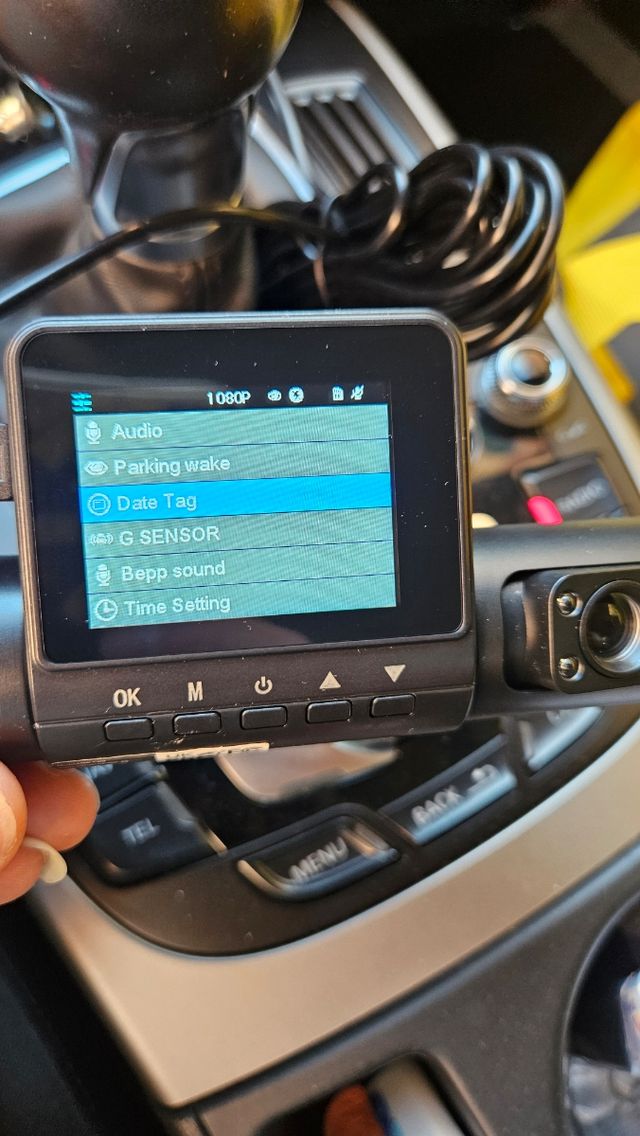 1080P
Audio
Parking wake
Date Tag
G SENSOR
Bepp sound
Time Setting
OK M
TEL
MENU
BACK